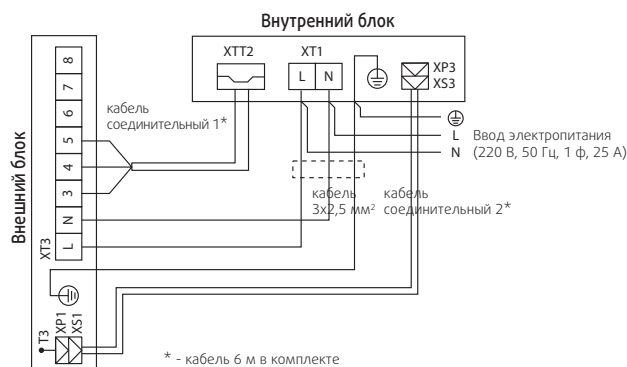 Внутренний блок
XTT2
XT1
L
N
XP3
XS3
Внешний блок
8
7
6
5
4
3
N
L
XT3
кабель
соединительный 1*
L Ввод электропитания
N (220 В, 50 Гц, 1 ф, 25 А)
кабель
3х2,5 мм²
кабель
соединительный 2*
T3
XP1
XS1
* - кабель 6 м в комплекте